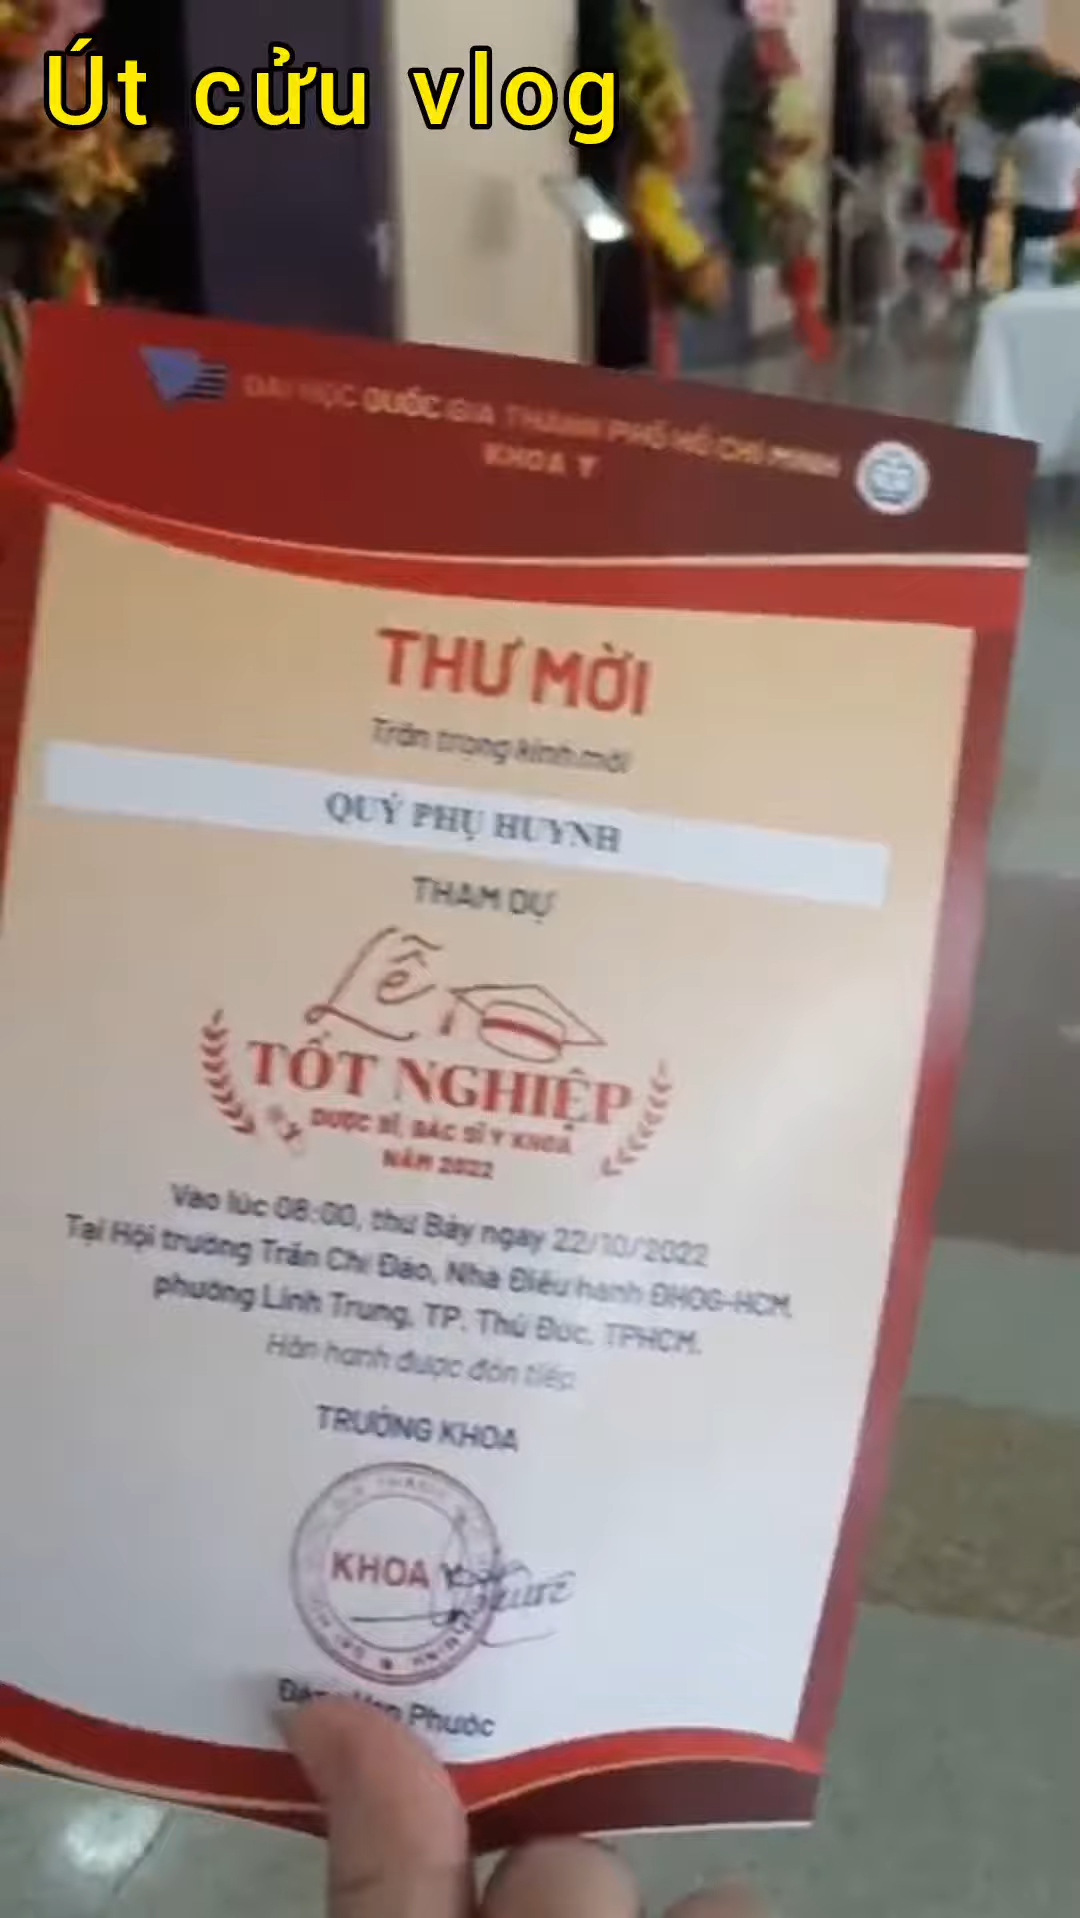 Út cửu vlog
ĐẠI HỌC QUỐC GIA THÀNH PHỐ HỒ CHÍ MINH
KHOA Y
THƯ MỜI
Trân trọng kính mời
QUÝ PHỤ HUYNH
THAM DỰ
Lễ
TỐT NGHIỆP
DƯỢC SĨ, BÁC SĨ Y KHOA
NĂM 2022
Vào lúc 08:00, thứ Bảy ngày 22/10/2022
Tại Hội trường Trần Chí Đáo, Nhà Điều hành ĐHQG-HCM,
phường Linh Trung, TP. Thủ Đức, TPHCM.
Hân hạnh được đón tiếp
TRƯỞNG KHOA
KHOA Y
Phước